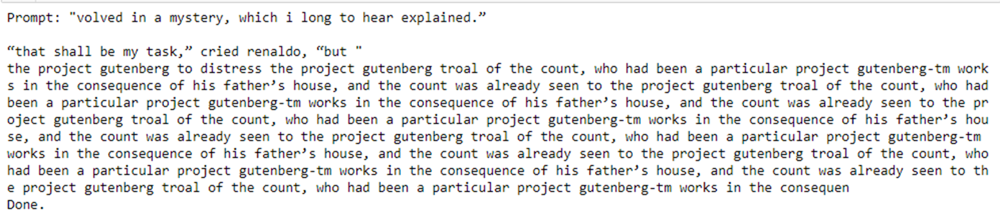 Prompt: "volved in a mystery, which i long to hear explained.”
“that shall be my task,” cried renaldo, “but "
the project gutenberg to distress the project gutenberg troal of the count, who had been a particular project gutenberg-tm work
s in the consequence of his father’s house, and the count was already seen to the project gutenberg troal of the count, who had
been a particular project gutenberg-tm works in the consequence of his father’s house, and the count was already seen to the pr
oject gutenberg troal of the count, who had been a particular project gutenberg-tm works in the consequence of his father’s hou
se, and the count was already seen to the project gutenberg troal of the count, who had been a particular project gutenberg-tm
works in the consequence of his father’s house, and the count was already seen to the project gutenberg troal of the count, who
had been a particular project gutenberg-tm works in the consequence of his father’s house, and the count was already seen to th
e project gutenberg troal of the count, who had been a particular project gutenberg-tm works in the consequen
Done.